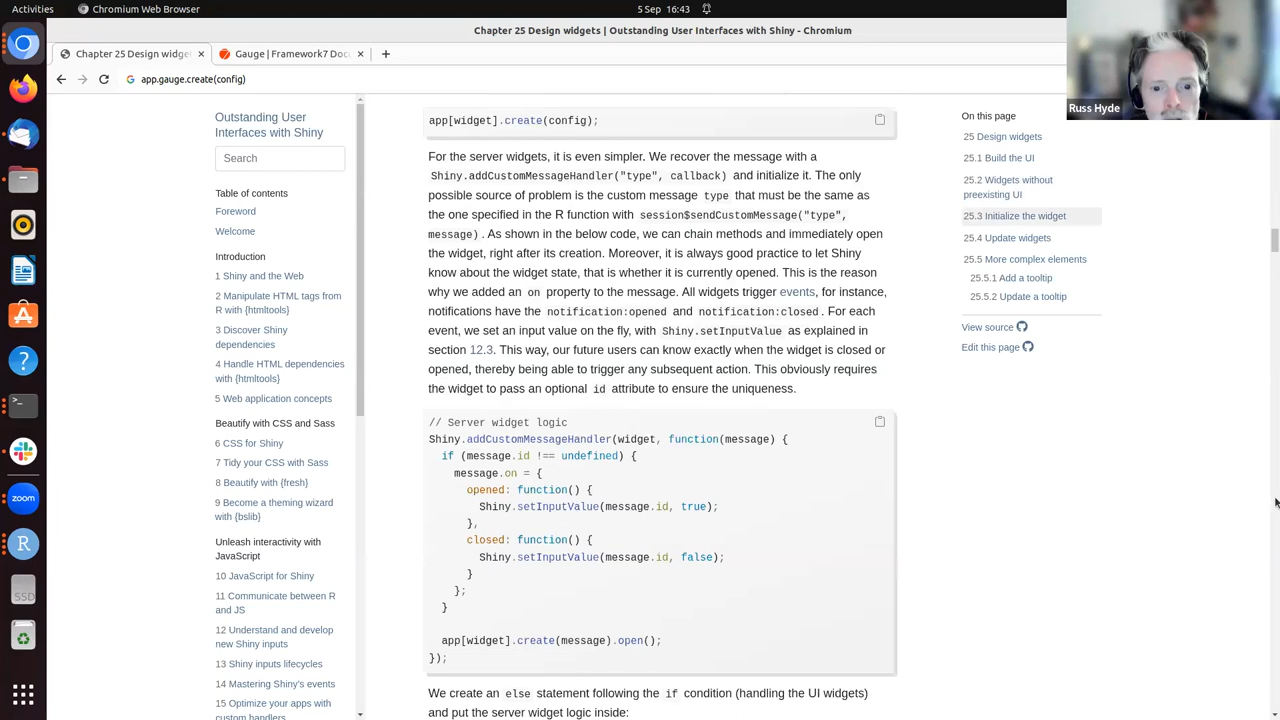 Activities
Chromium Web Browser
5 Sep 16:43
Chapter 25 Design widgets | Outstanding User Interfaces with Shiny - Chromium
Chapter 25 Design widge
Gauge | Framework7 Doc
app.gauge.create(config)
Russ Hyde
Outstanding User
Interfaces with Shiny
Search
Table of contents
Foreword
Welcome
Introduction
1 Shiny and the Web
2 Manipulate HTML tags from
R with {htmltools}
3 Discover Shiny
dependencies
4 Handle HTML dependencies
with {htmltools}
5 Web application concepts
Beautify with CSS and Sass
6 CSS for Shiny
7 Tidy your CSS with Sass
8 Beautify with {fresh}
9 Become a theming wizard
with {bslib}
Unleash interactivity with
JavaScript
10 JavaScript for Shiny
11 Communicate between R
and JS
12 Understand and develop
new Shiny inputs
13 Shiny inputs lifecycles
14 Mastering Shiny's events
15 Optimize your apps with
custom handlers
app[widget].create(config);
For the server widgets, it is even simpler. We recover the message with a
Shiny.addCustomMessageHandler("type", callback) and initialize it. The only
possible source of problem is the custom message type that must be the same as
the one specified in the R function with session$sendCustomMessage("type",
message). As shown in the below code, we can chain methods and immediately open
the widget, right after its creation. Moreover, it is always good practice to let Shiny
know about the widget state, that is whether it is currently opened. This is the reason
why we added an on property to the message. All widgets trigger events, for instance,
notifications have the notification:opened and notification:closed. For each
event, we set an input value on the fly, with Shiny.setInputValue as explained in
section 12.3. This way, our future users can know exactly when the widget is closed or
opened, thereby being able to trigger any subsequent action. This obviously requires
the widget to pass an optional id attribute to ensure the uniqueness.
// Server widget logic
Shiny.addCustomMessageHandler(widget, function(message) {
if (message.id !== undefined) {
message.on = {
opened: function() {
Shiny.setInputValue(message.id, true);
},
closed: function() {
Shiny.setInputValue(message.id, false);
}
};
}
app[widget].create(message).open();
});
We create an else statement following the if condition (handling the UI widgets)
and put the server widget logic inside:
On this page
25 Design widgets
25.1 Build the UI
25.2 Widgets without
preexisting UI
25.3 Initialize the widget
25.4 Update widgets
25.5 More complex elements
25.5.1 Add a tooltip
25.5.2 Update a tooltip
View source
Edit this page
zoom
R
SSD